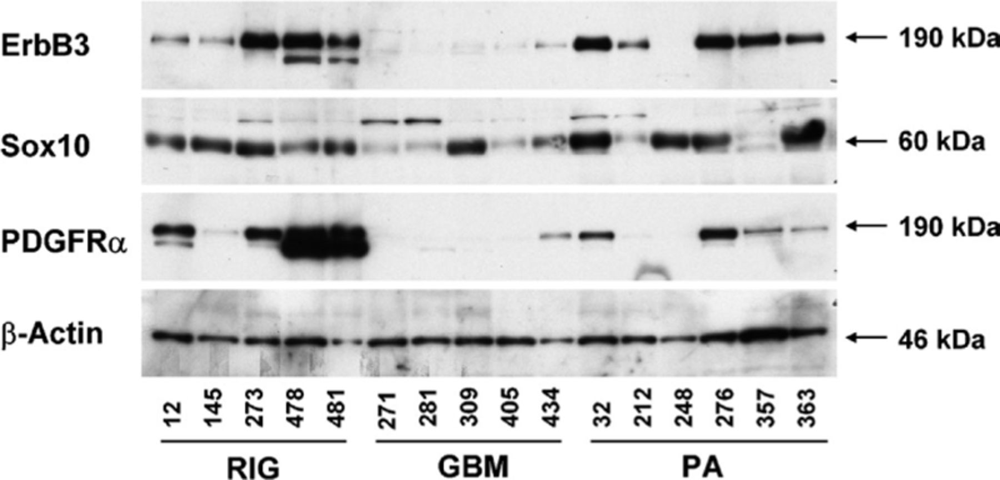 ErbB3 190 kDa
Sox10 60 kDa
PDGFRα 190 kDa
β-Actin 46 kDa
12 145 273 478 481 271 281 309 405 434 32 212 248 276 357 363
RIG GBM PA